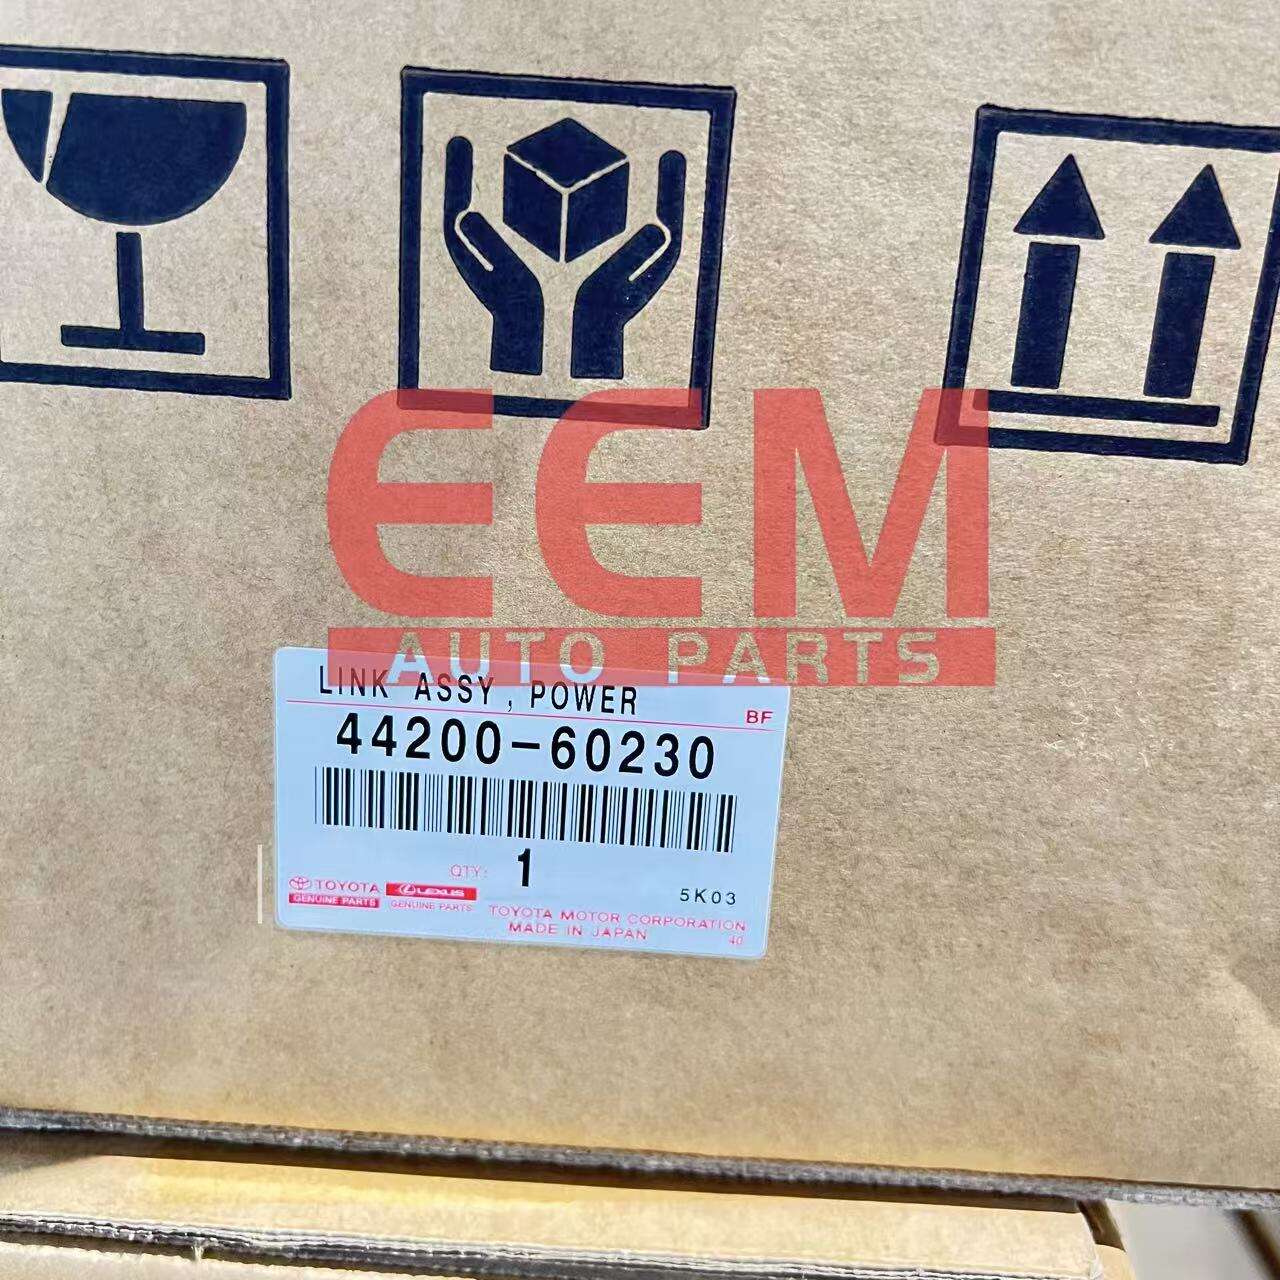 EEM
AUTO PARTS
LINK ASSY, POWER
BF
44200-60230
QTY: 1
5K03
TOYOTA
GENUINE PARTS
LEXUS
GENUINE PARTS
TOYOTA MOTOR CORPORATION
MADE IN JAPAN
40